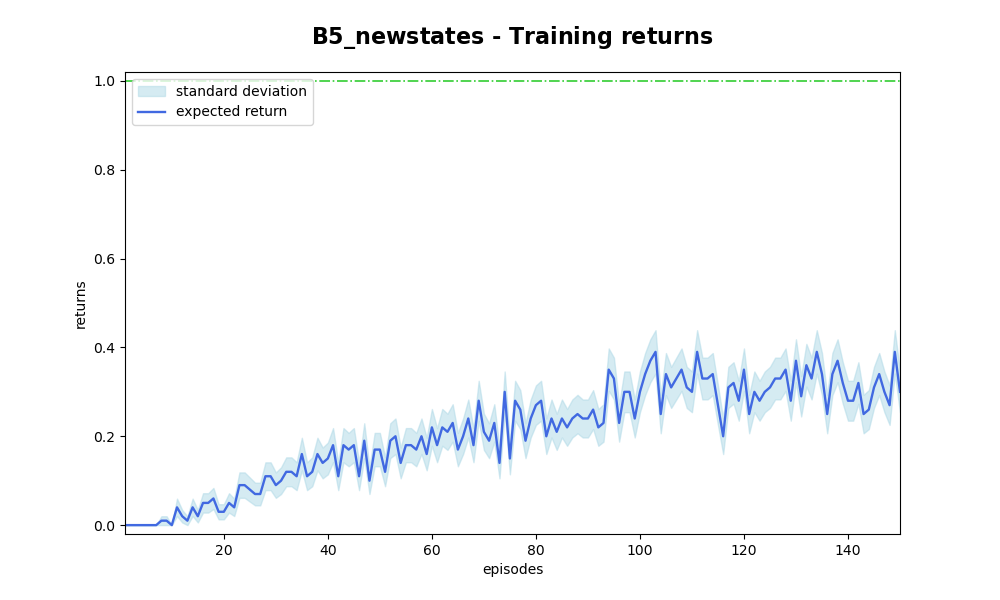 B5_newstates - Training returns
standard deviation
expected return
returns
1.0
0.8
0.6
0.4
0.2
0.0
20 40 60 80 100 120 140
episodes